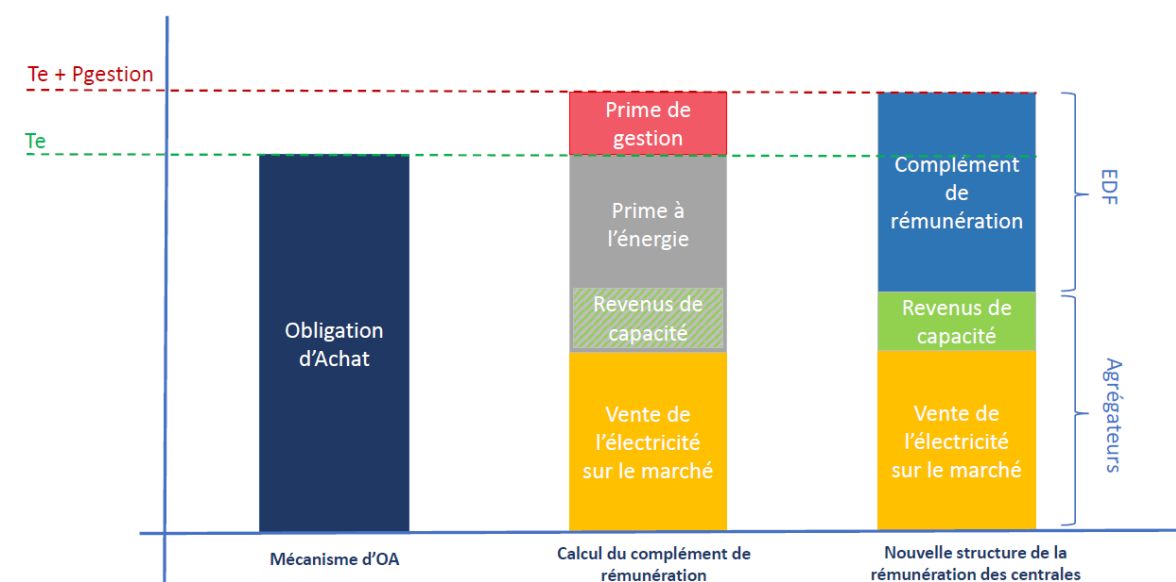 Te + Pgestion
Te
Obligation
d'Achat
Prime de
gestion
Prime à
l'énergie
Revenus de
capacité
Vente de
l'électricité
sur le marché
Complément
de
rémunération
Revenus de
capacité
Vente de
l'électricité
sur le marché
EDF
Agrégateurs
Mécanisme d'OA
Calcul du complément de
rémunération
Nouvelle structure de la
rémunération des centrales